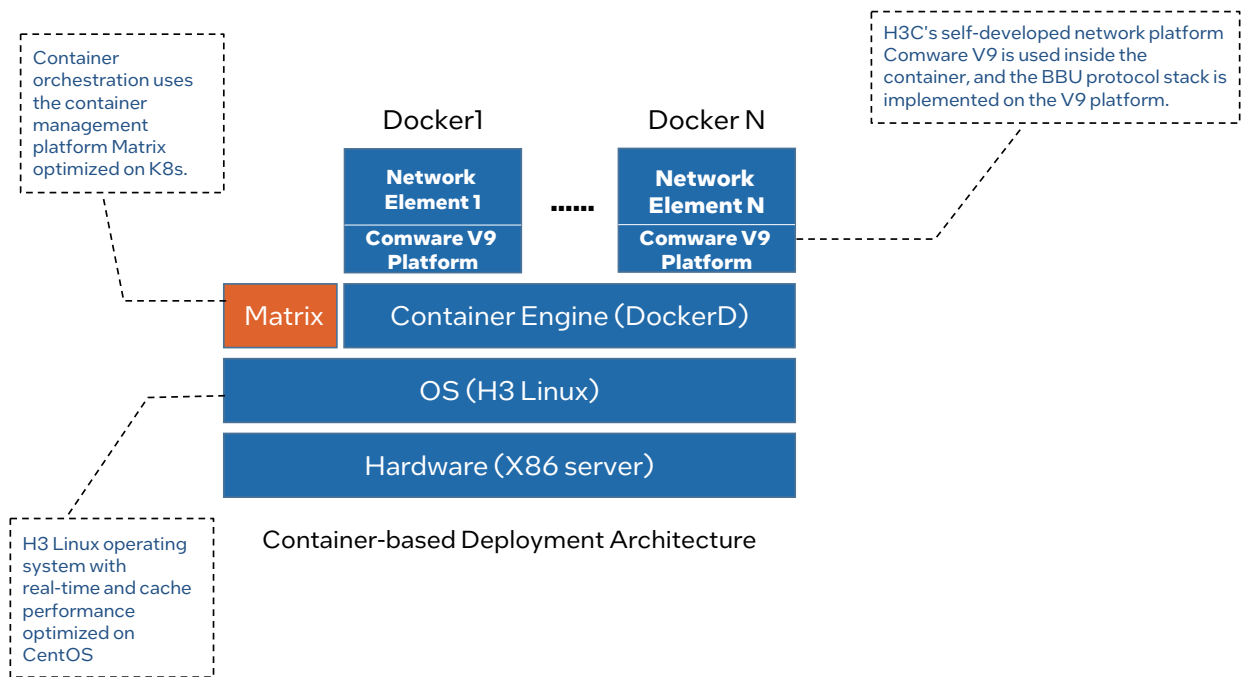 Container
orchestration uses
the container
management
platform Matrix
optimized on K8s.
H3C's self-developed network platform
Comware V9 is used inside the
container, and the BBU protocol stack is
implemented on the V9 platform.
Docker1
Docker N
Network
Element 1
......
Network
Element N
Comware V9
Platform
Comware V9
Platform
Matrix
Container Engine (DockerD)
OS (H3 Linux)
Hardware (X86 server)
Container-based Deployment Architecture
H3 Linux operating
system with
real-time and cache
performance
optimized on
CentOS